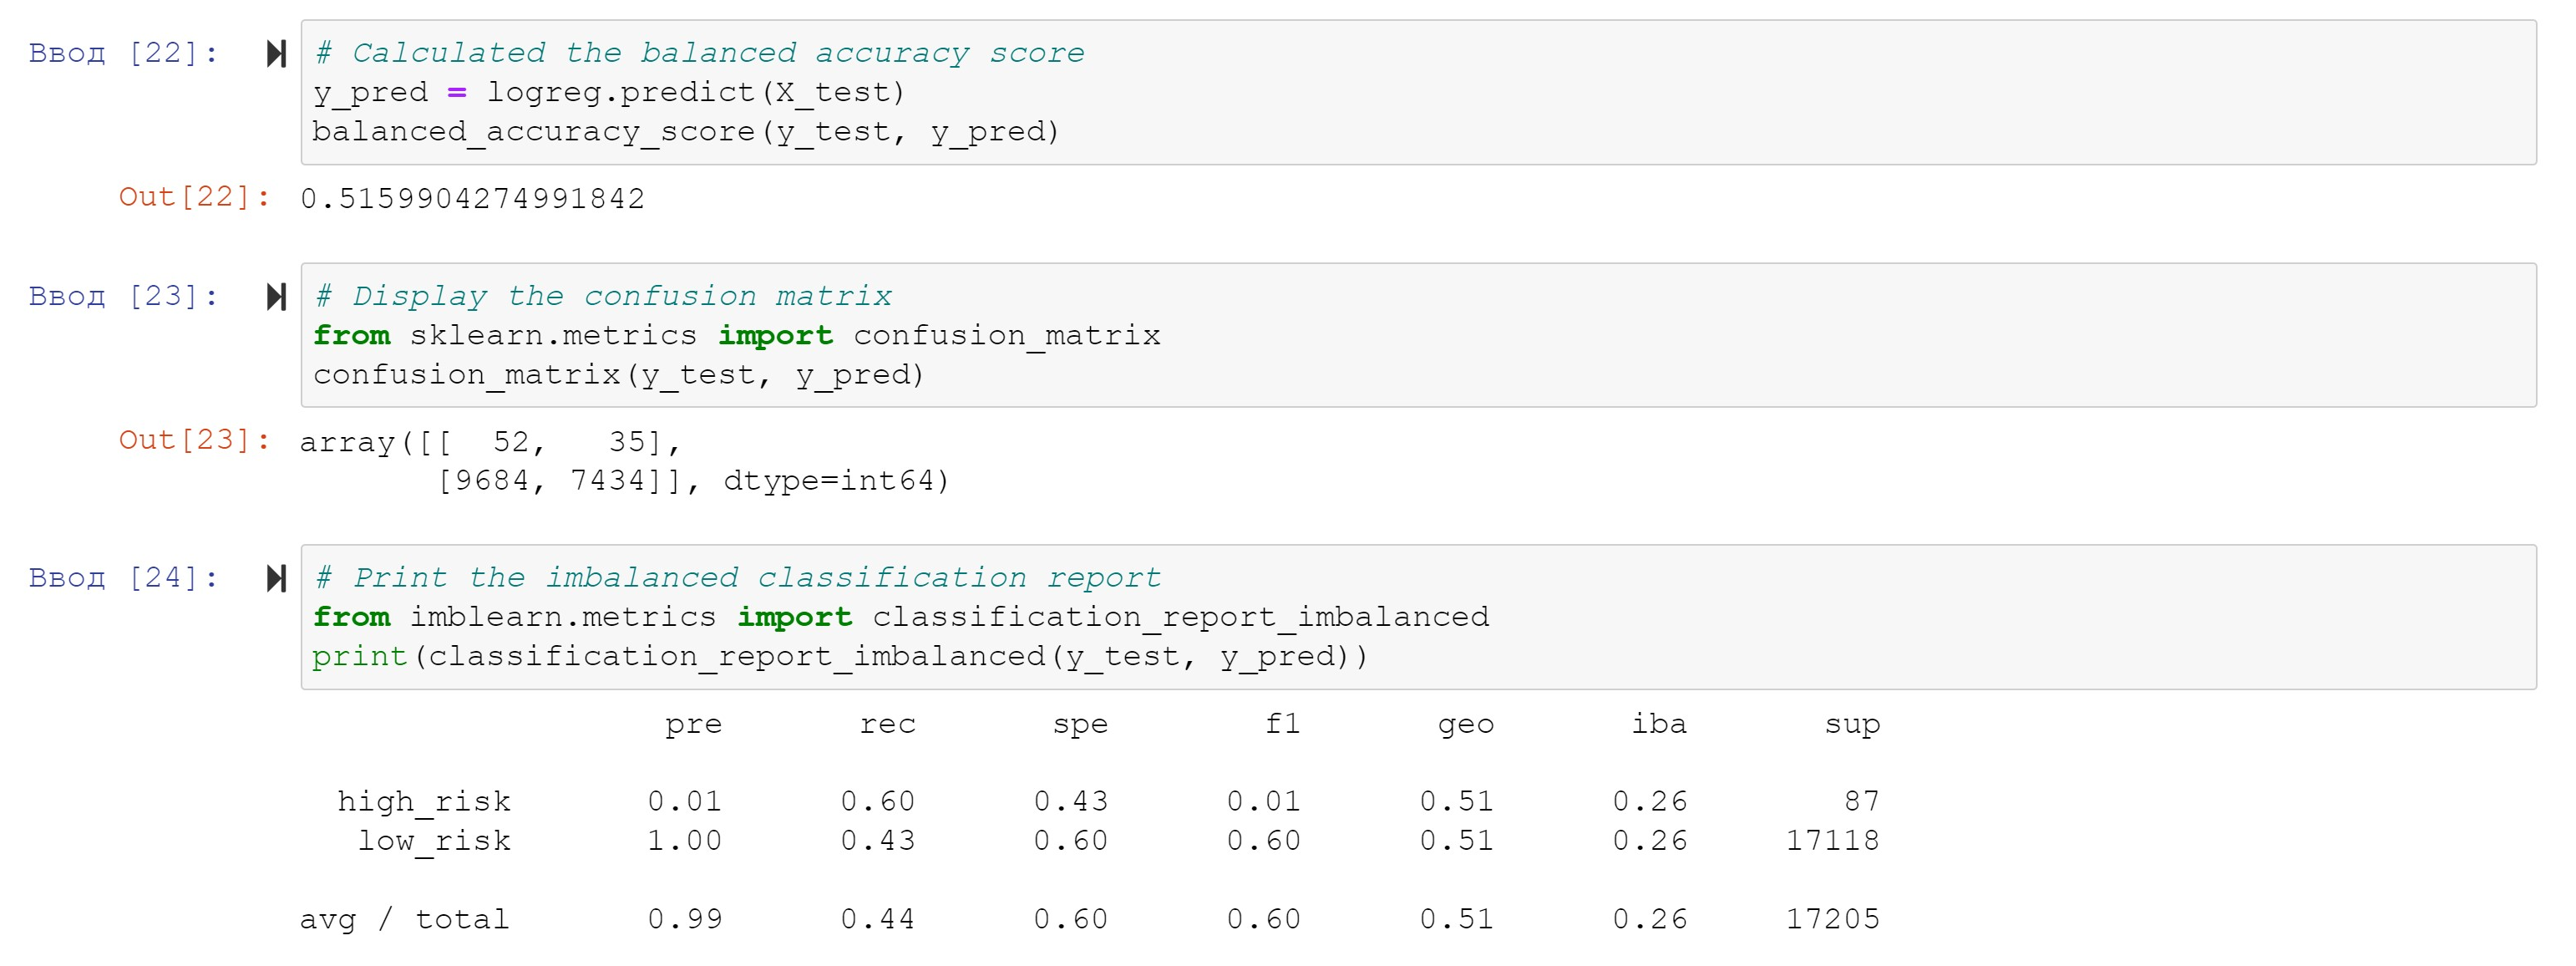 Ввод [22]: # Calculated the balanced accuracy score
y_pred = logreg.predict(X_test)
balanced_accuracy_score(y_test, y_pred)
Out[22]: 0.5159904274991842
Ввод [23]: # Display the confusion matrix
from sklearn.metrics import confusion_matrix
confusion_matrix(y_test, y_pred)
Out[23]: array([[  52,   35],
       [9684, 7434]], dtype=int64)
Ввод [24]: # Print the imbalanced classification report
from imblearn.metrics import classification_report_imbalanced
print(classification_report_imbalanced(y_test, y_pred))
pre rec spe f1 geo iba sup
high_risk 0.01 0.60 0.43 0.01 0.51 0.26 87
low_risk 1.00 0.43 0.60 0.60 0.51 0.26 17118
avg / total 0.99 0.44 0.60 0.60 0.51 0.26 17205